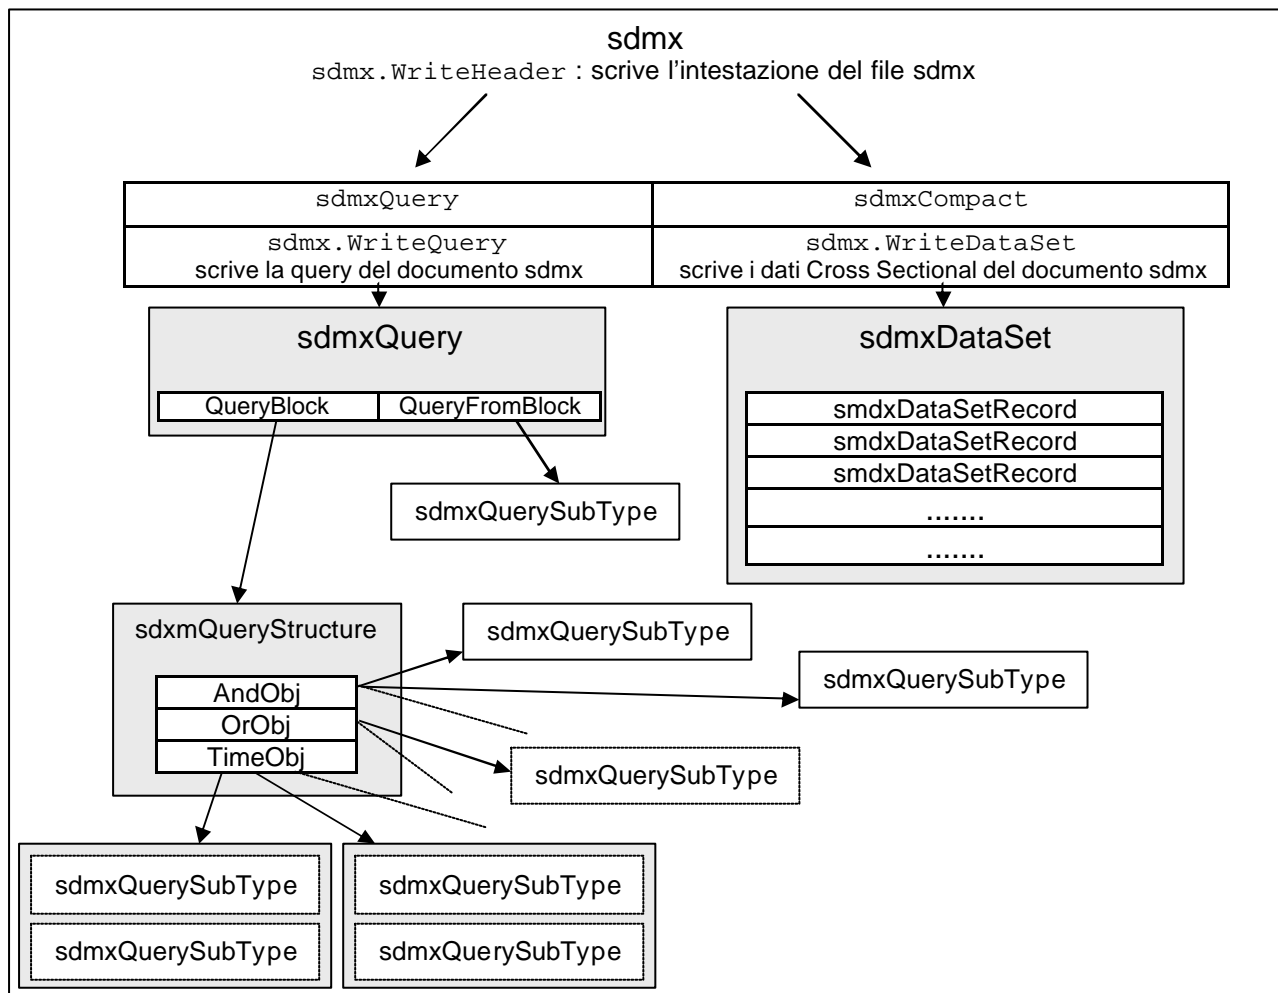 sdmx
sdmx.WriteHeader : scrive l'intestazione del file sdmx
sdmxQuery
sdmxCompact
sdmx.WriteQuery
scrive la query del documento sdmx
sdmx.WriteDataSet
scrive i dati Cross Sectional del documento sdmx
sdmxQuery
QueryBlock
QueryFromBlock
sdmxDataSet
smdxDataSetRecord
smdxDataSetRecord
smdxDataSetRecord
.......
.......
sdmxQuerySubType
sdxmQueryStructure
AndObj
OrObj
TimeObj
sdmxQuerySubType
sdmxQuerySubType
sdmxQuerySubType
sdmxQuerySubType
sdmxQuerySubType
sdmxQuerySubType
sdmxQuerySubType